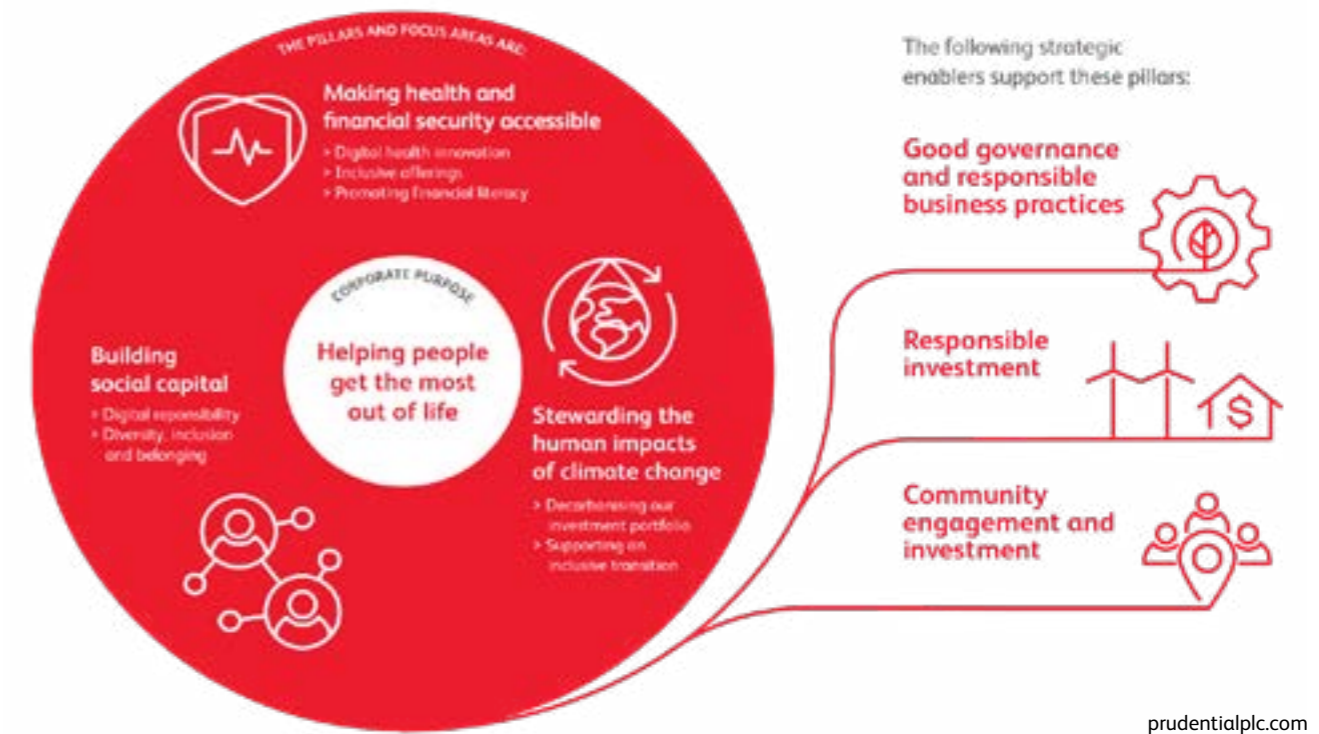 THE PILLARS AND FOCUS AREAS ARE:
Making health and
financial security accessible
> Digital health innovation
> Inclusive offerings
> Promoting financial literacy
CORPORATE PURPOSE
Helping people
get the most
out of life
Building
social capital
> Digital reponsibility
> Diversity, inclusion
and belonging
Stewarding the
human impacts
of climate change
> Decarbonising our
investment portfolio
> Supporting an
inclusive transition
The following strategic
enablers support these pillars:
Good governance
and responsible
business practices
Responsible
investment
Community
engagement and
investment
prudentialplc.com